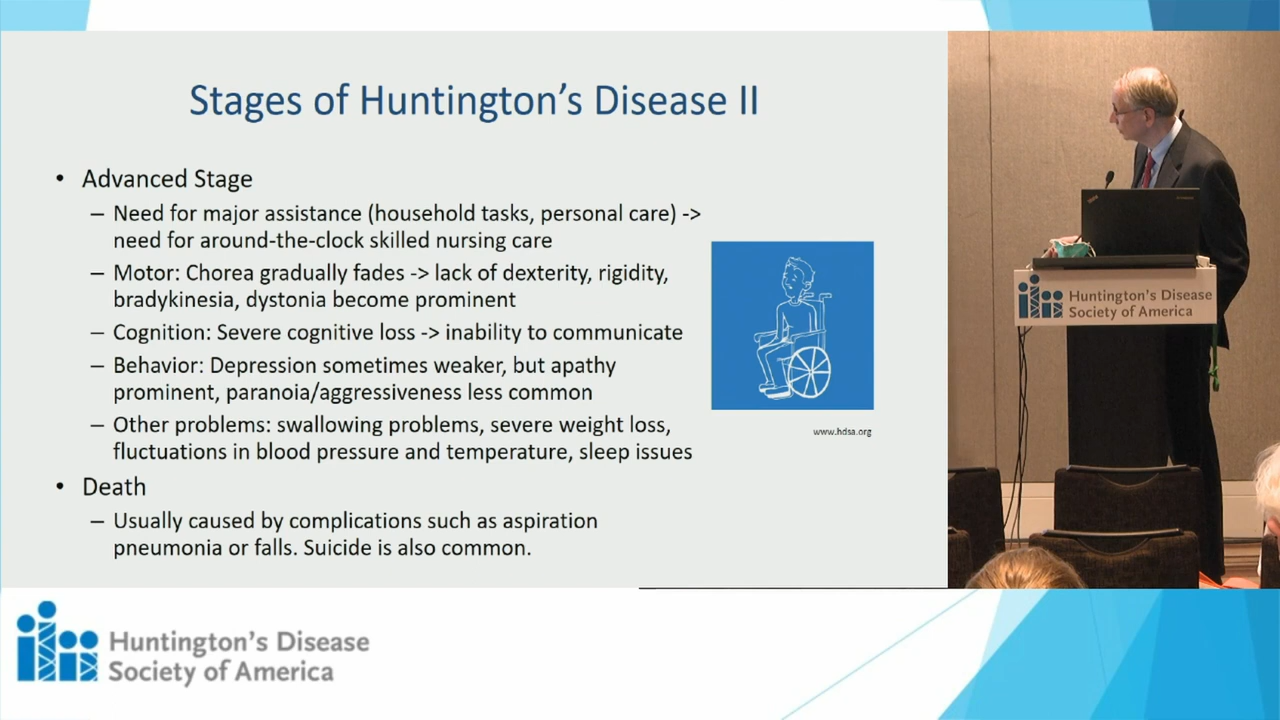 Stages of Huntington's Disease II
• Advanced Stage
– Need for major assistance (household tasks, personal care) ->
need for around-the-clock skilled nursing care
– Motor: Chorea gradually fades -> lack of dexterity, rigidity,
bradykinesia, dystonia become prominent
– Cognition: Severe cognitive loss -> inability to communicate
– Behavior: Depression sometimes weaker, but apathy
prominent, paranoia/aggressiveness less common
– Other problems: swallowing problems, severe weight loss,
fluctuations in blood pressure and temperature, sleep issues
• Death
– Usually caused by complications such as aspiration
pneumonia or falls. Suicide is also common.
www.hdsa.org
Huntington's Disease
Society of America
Huntington's Disease
Society of America